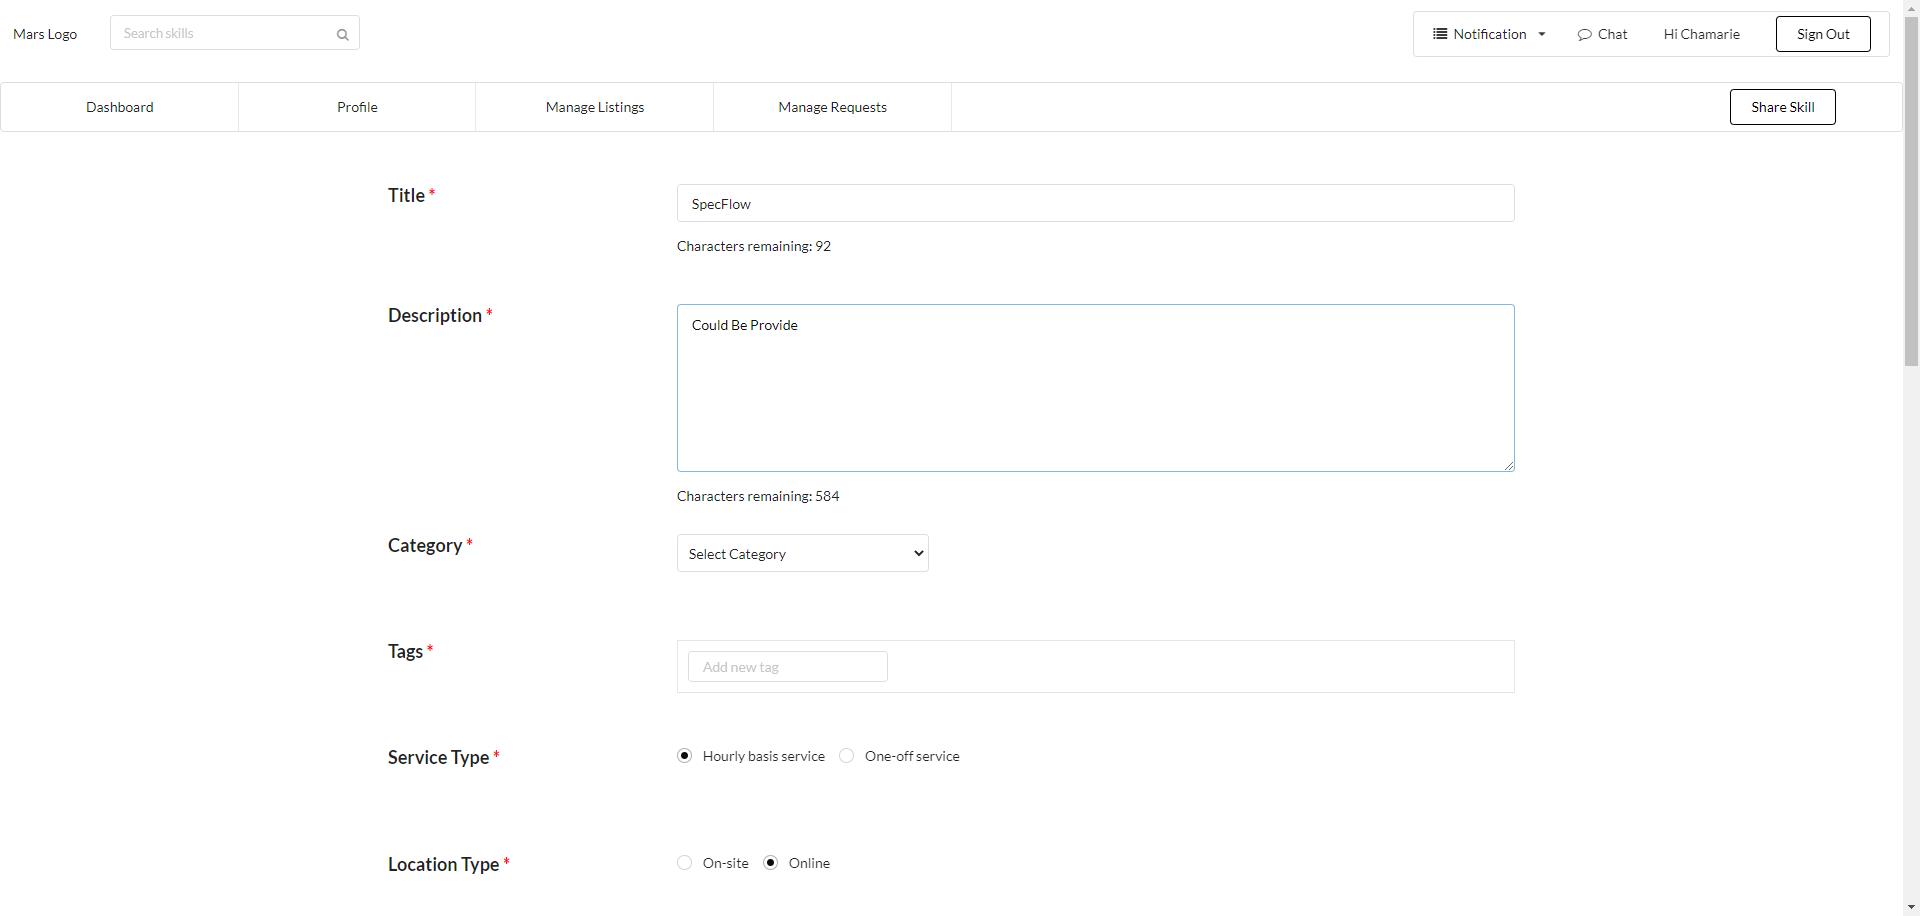 Mars Logo
Search skills
Notification
Chat
Hi Chamarie
Sign Out
Dashboard
Profile
Manage Listings
Manage Requests
Share Skill
Title *
SpecFlow
Characters remaining: 92
Description *
Could Be Provide
Characters remaining: 584
Category *
Select Category
Tags *
Add new tag
Service Type *
Hourly basis service
One-off service
Location Type *
On-site
Online